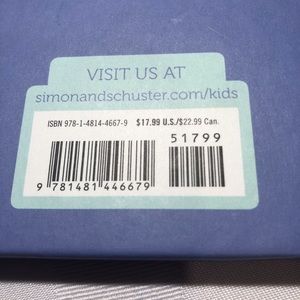 VISIT US AT
simonandschuster.com/kids
ISBN 978-1-4814-4667-9 $17.99 U.S./$22.99 Can.
51799
9 781481 446679